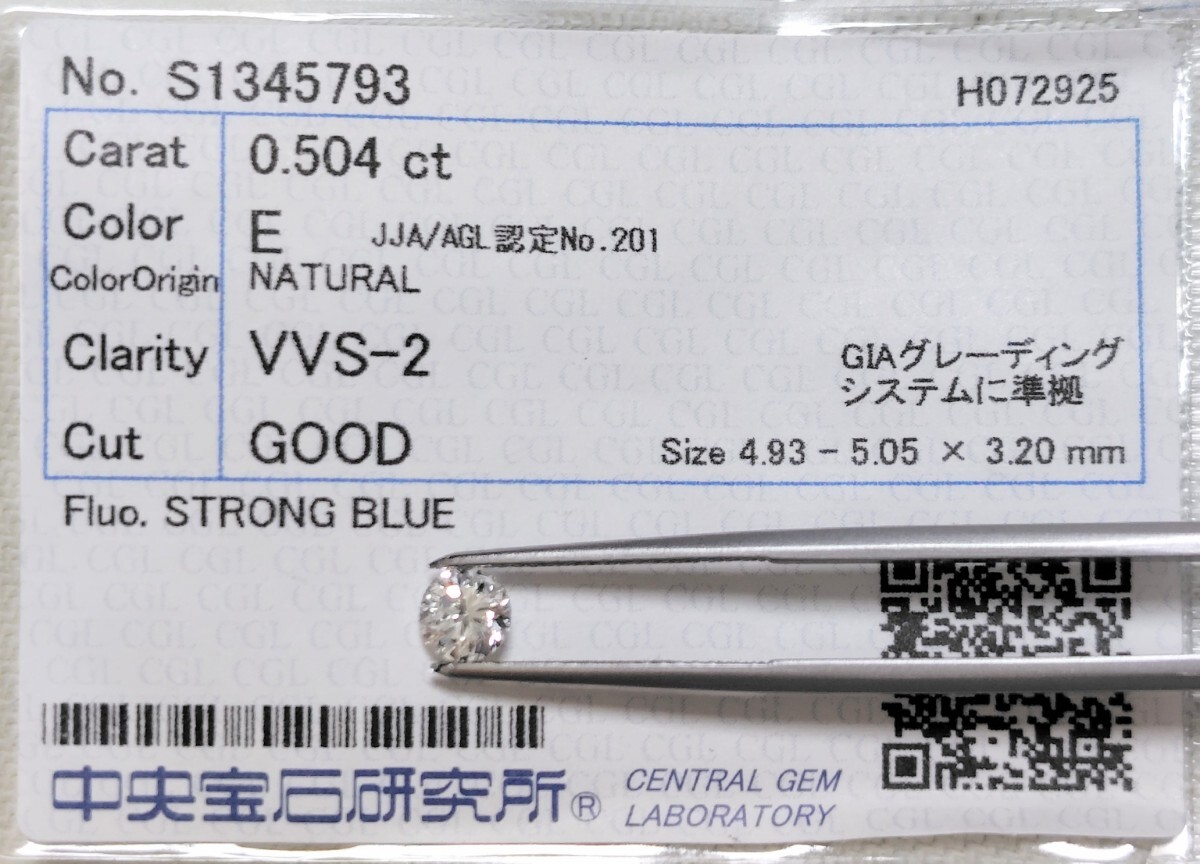 No. S1345793 H072925
Carat 0.504 ct
Color E JJA/AGL認定No.201
ColorOrigin NATURAL
Clarity VVS-2
GIAグレーディング
システムに準拠
Cut GOOD Size 4.93 - 5.05 × 3.20 mm
Fluo. STRONG BLUE
中央宝石研究所® CENTRAL GEM
LABORATORY